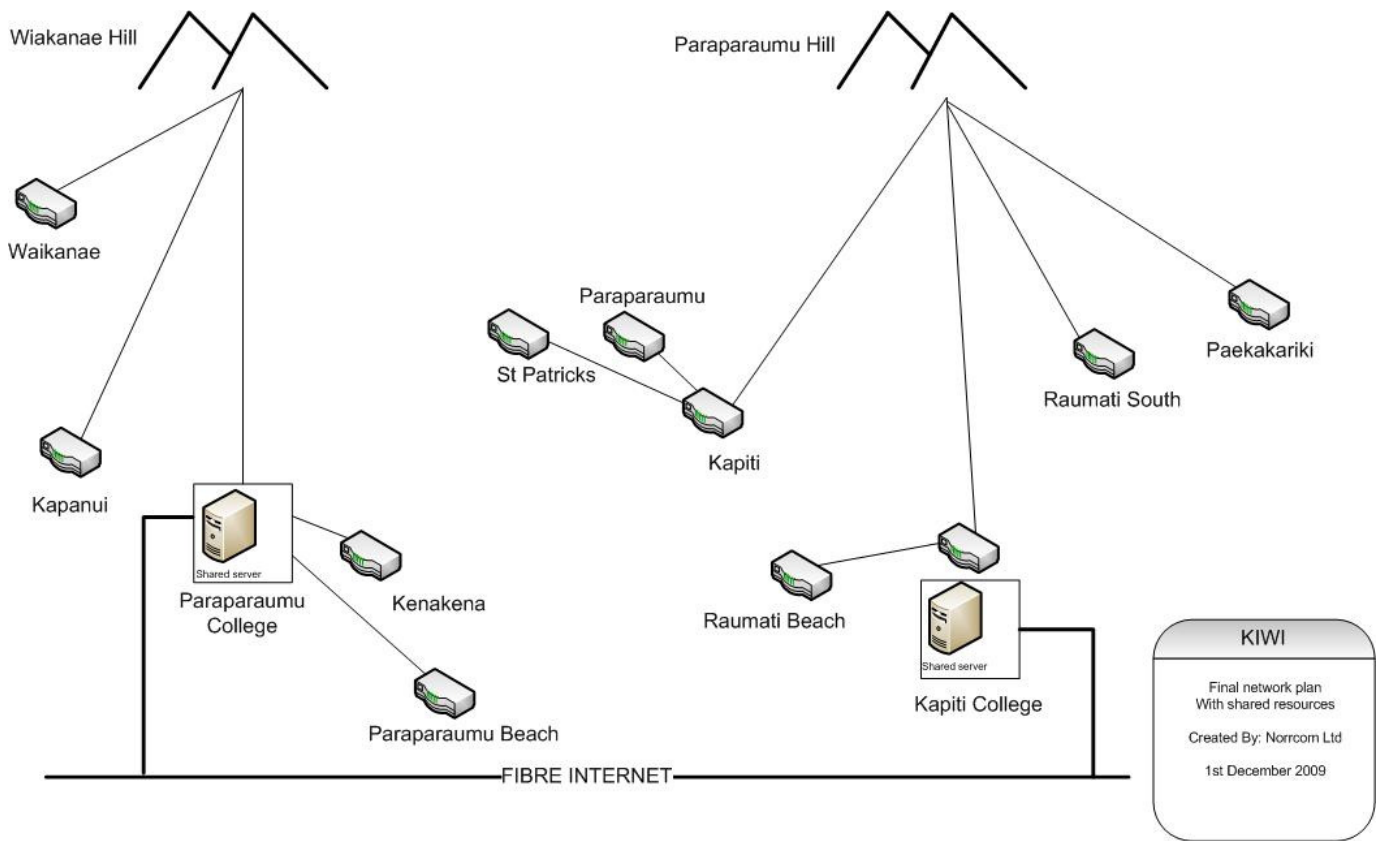 Wiakanae Hill
Paraparaumu Hill
Waikanae
Paraparaumu
St Patricks
Paekakariki
Raumati South
Kapiti
Kapanui
Shared server
Paraparaumu
College
Kenakena
Raumati Beach
Shared server
Kapiti College
Paraparaumu Beach
FIBRE INTERNET
KIWI
Final network plan
With shared resources
Created By: Norrcom Ltd
1st December 2009